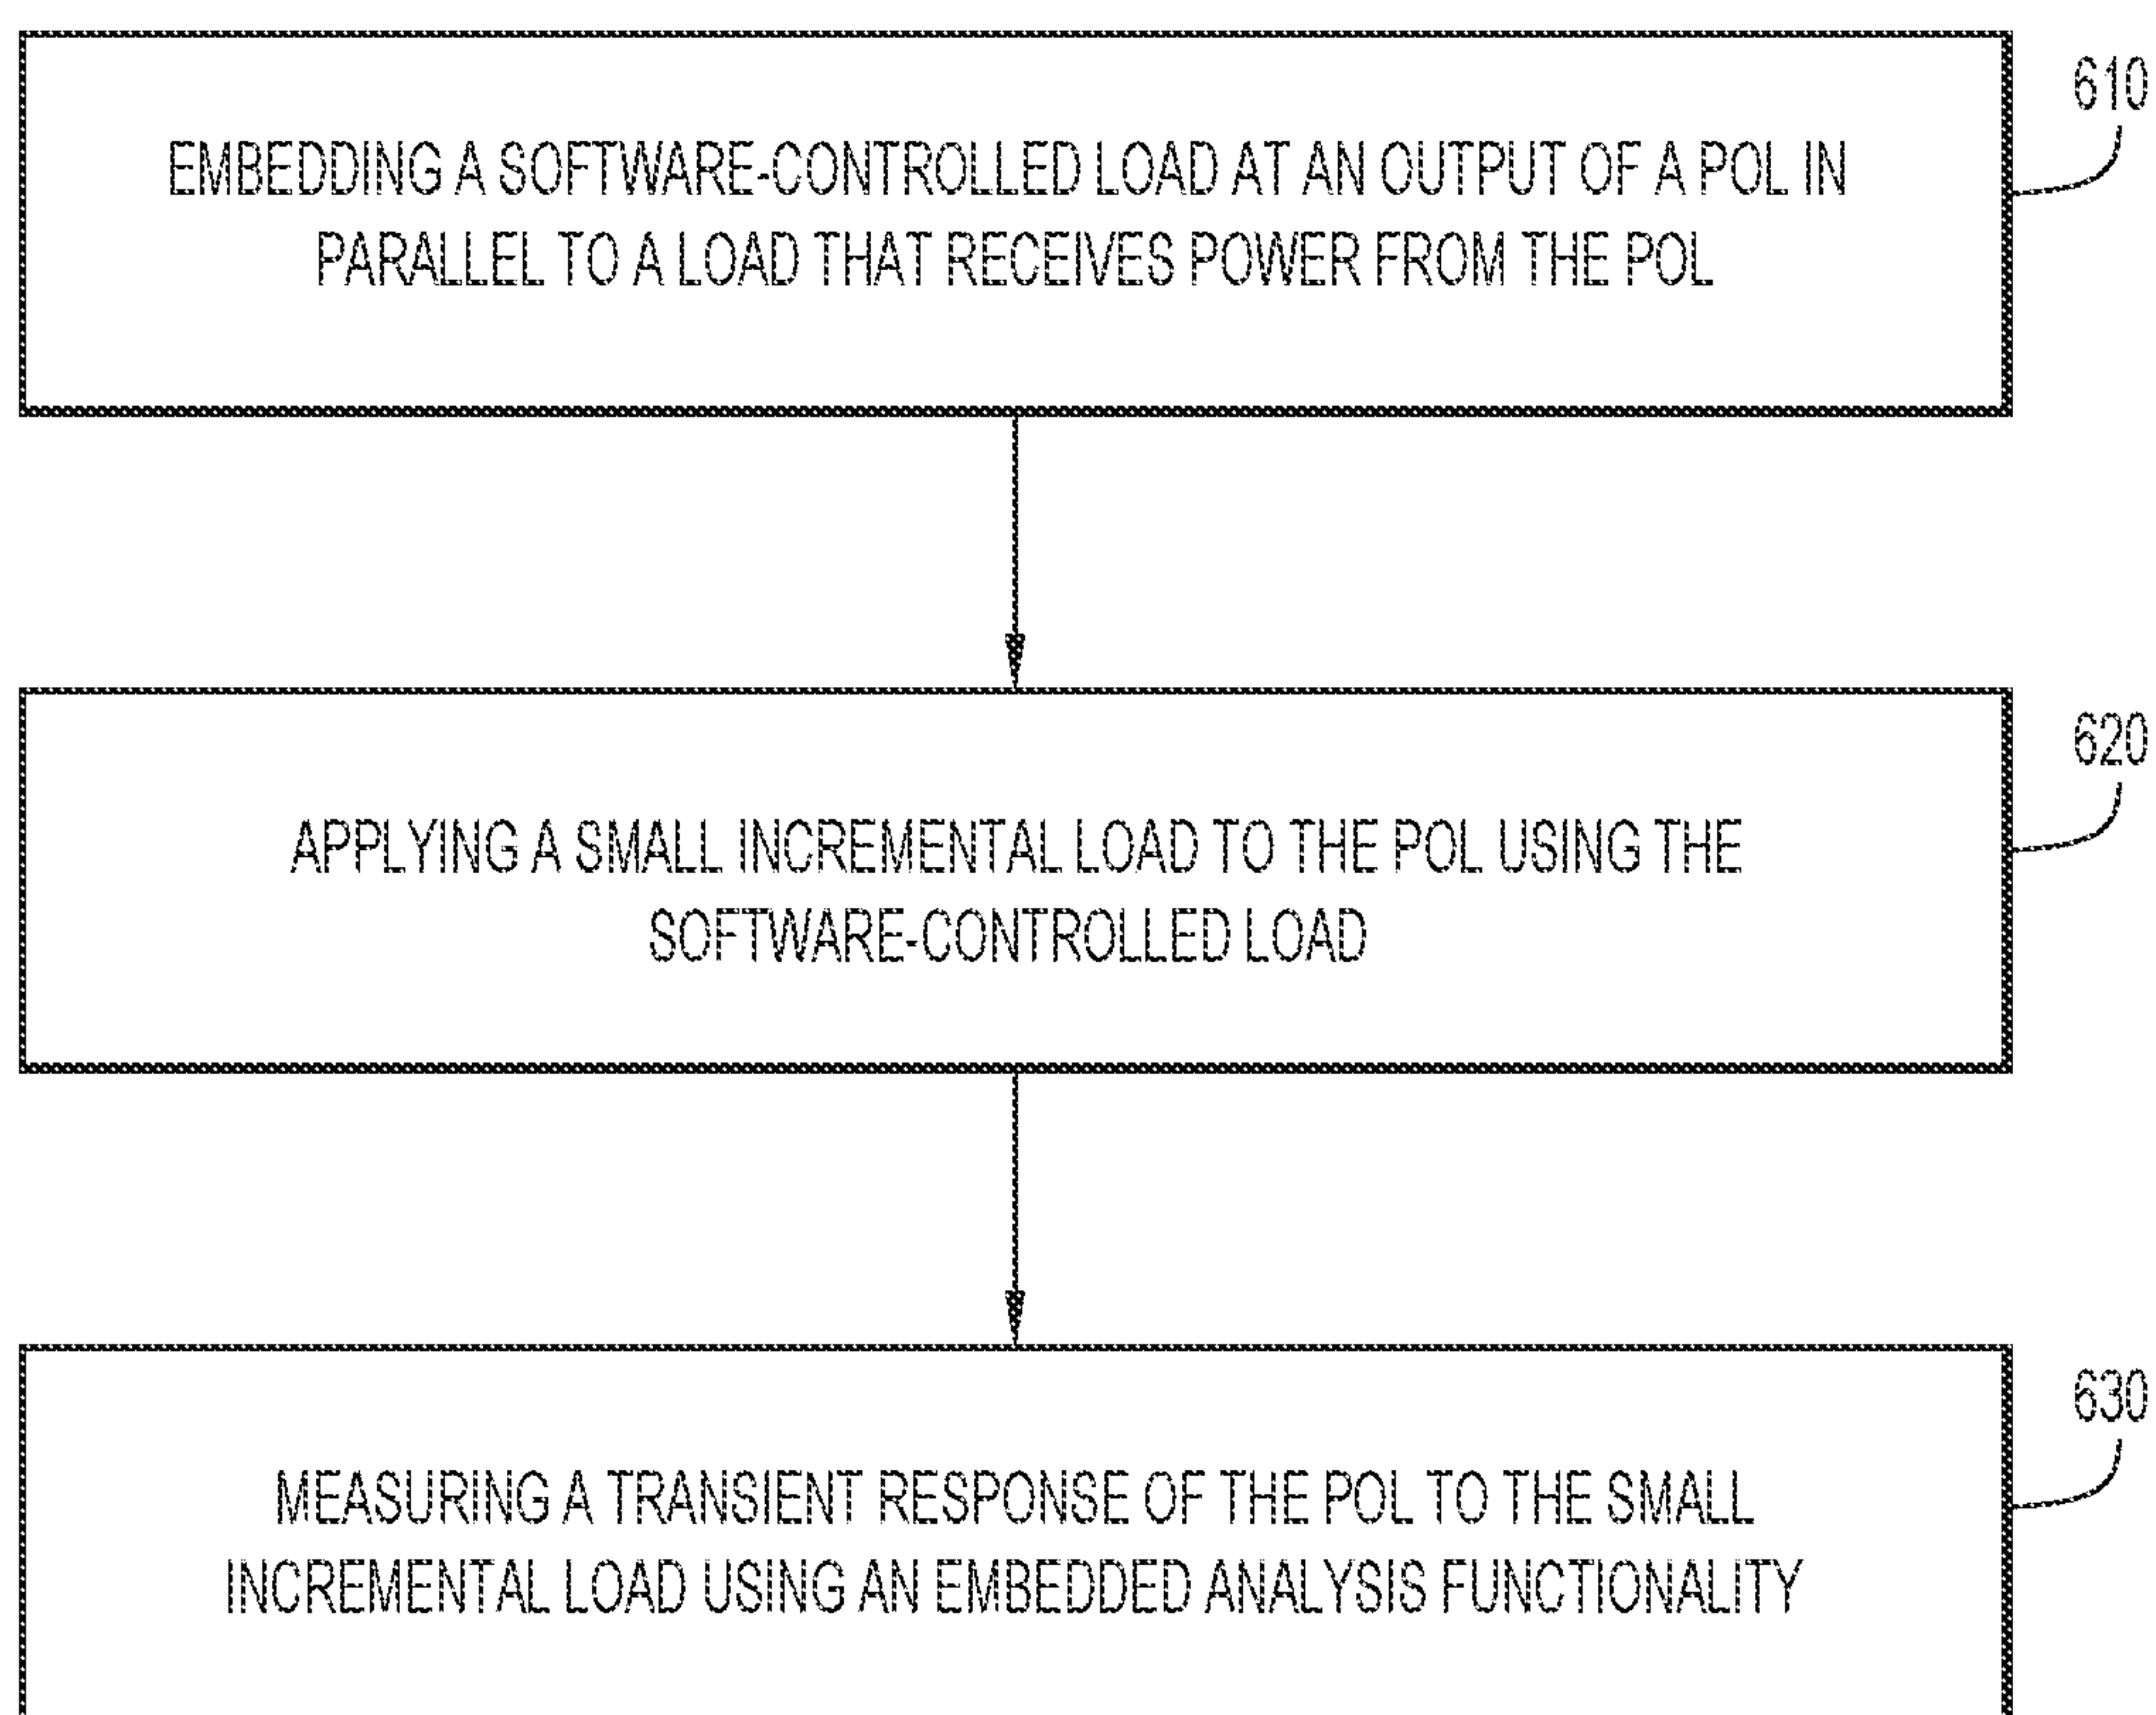 610
EMBEDDING A SOFTWARE-CONTROLLED LOAD AT AN OUTPUT OF A POL IN
PARALLEL TO A LOAD THAT RECEIVES POWER FROM THE POL
620
APPLYING A SMALL INCREMENTAL LOAD TO THE POL USING THE
SOFTWARE-CONTROLLED LOAD
630
MEASURING A TRANSIENT RESPONSE OF THE POL TO THE SMALL
INCREMENTAL LOAD USING AN EMBEDDED ANALYSIS FUNCTIONALITY